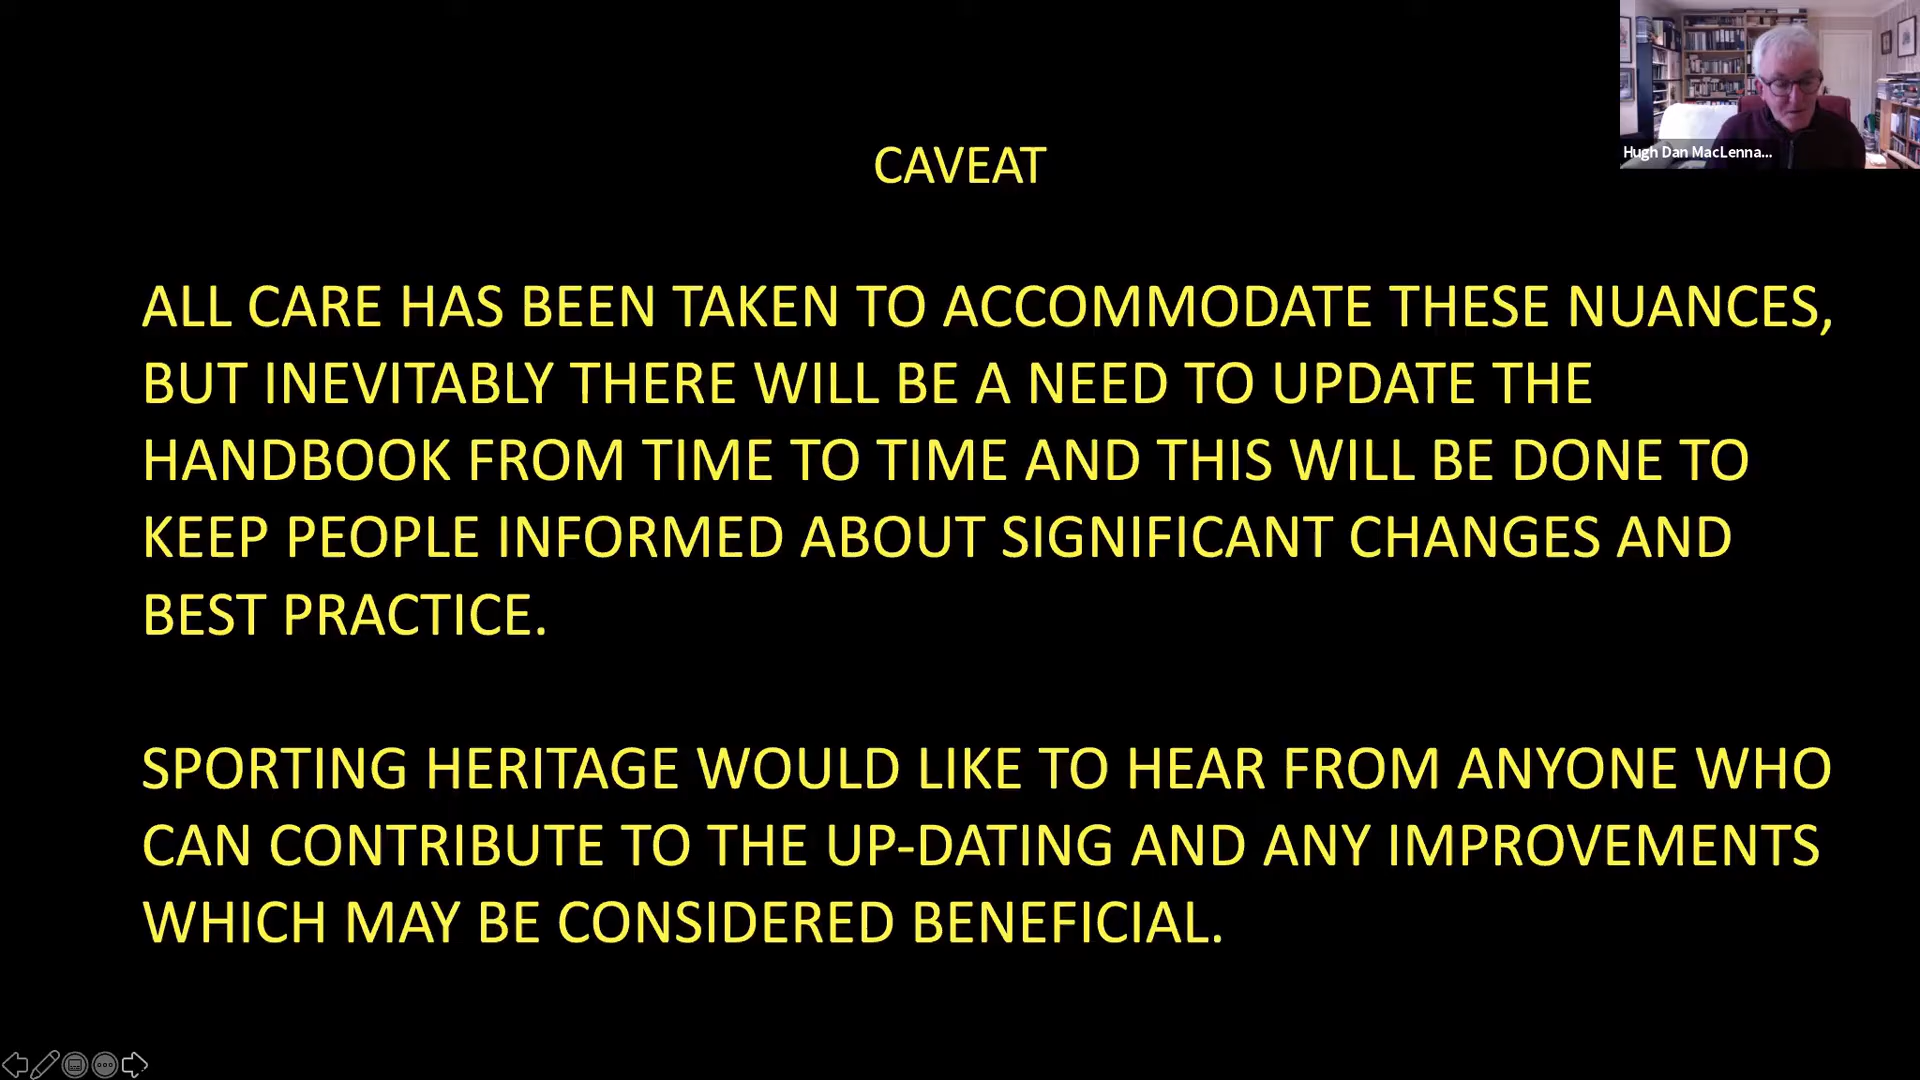 Hugh Dan MacLenna...
CAVEAT
ALL CARE HAS BEEN TAKEN TO ACCOMMODATE THESE NUANCES,
BUT INEVITABLY THERE WILL BE A NEED TO UPDATE THE
HANDBOOK FROM TIME TO TIME AND THIS WILL BE DONE TO
KEEP PEOPLE INFORMED ABOUT SIGNIFICANT CHANGES AND
BEST PRACTICE.
SPORTING HERITAGE WOULD LIKE TO HEAR FROM ANYONE WHO
CAN CONTRIBUTE TO THE UP-DATING AND ANY IMPROVEMENTS
WHICH MAY BE CONSIDERED BENEFICIAL.